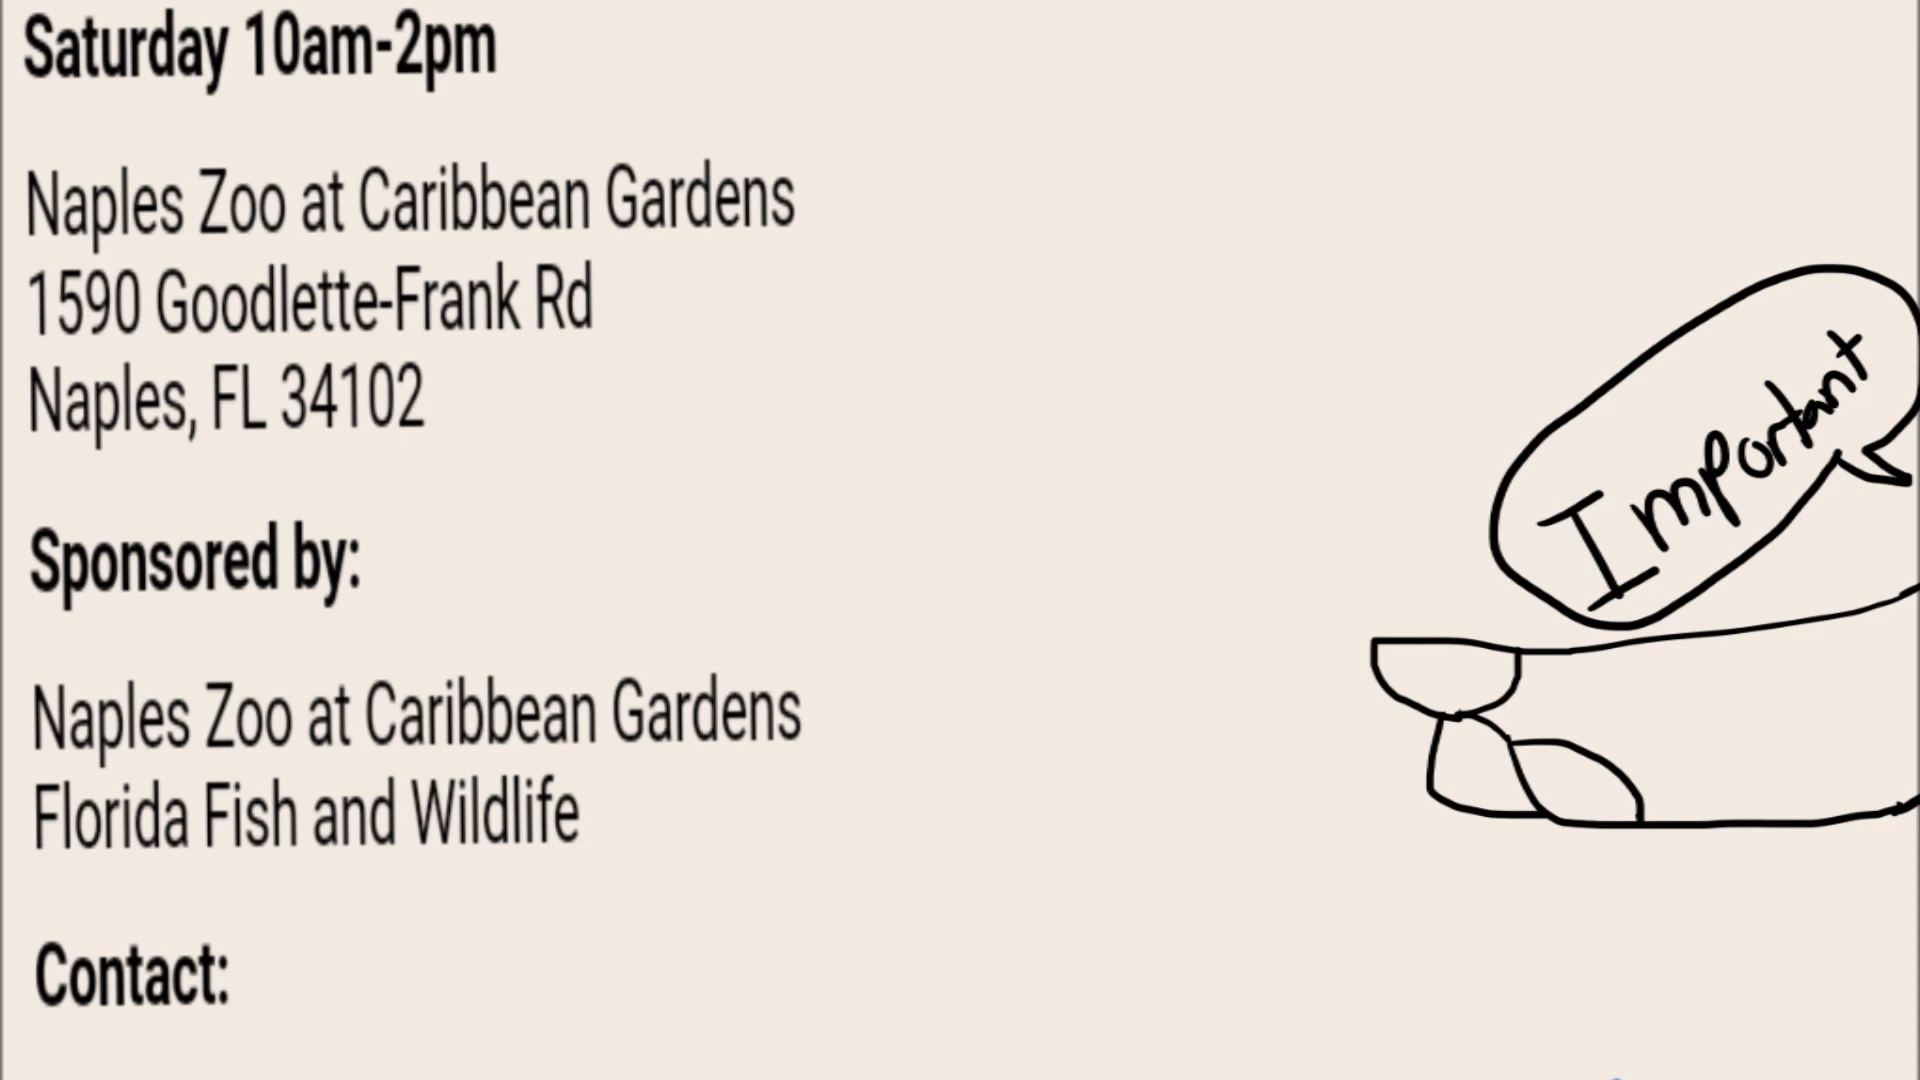 Saturday 10am-2pm
Naples Zoo at Caribbean Gardens
1590 Goodlette-Frank Rd
Naples, FL 34102
Important
Sponsored by:
Naples Zoo at Caribbean Gardens
Florida Fish and Wildlife
Contact: